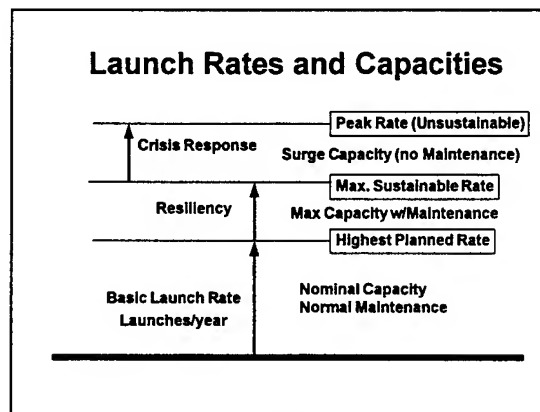 Launch Rates and Capacities
Peak Rate (Unsustainable)
Crisis Response
Surge Capacity (no Maintenance)
Max. Sustainable Rate
Resiliency
Max Capacity w/Maintenance
Highest Planned Rate
Basic Launch Rate
Launches/year
Nominal Capacity
Normal Maintenance